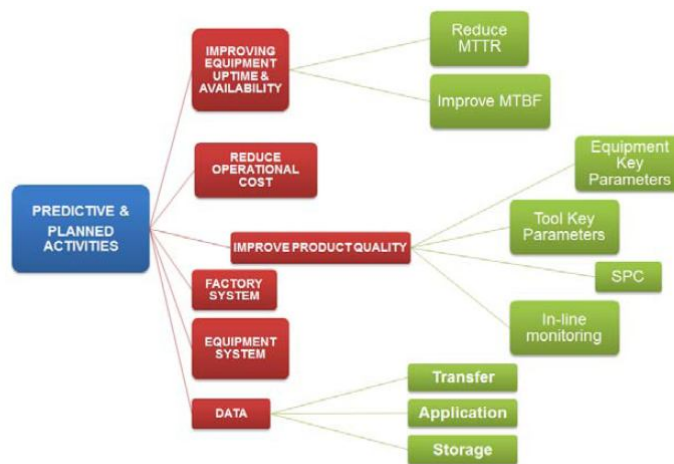 PREDICTIVE &
PLANNED
ACTIVITIES
IMPROVING
EQUIPMENT
UPTIME &
AVAILABILITY
Reduce
MTTR
Improve MTBF
REDUCE
OPERATIONAL
COST
IMPROVE PRODUCT QUALITY
Equipment
Key
Parameters
Tool Key
Parameters
SPC
In-line
monitoring
FACTORY
SYSTEM
EQUIPMENT
SYSTEM
DATA
Transfer
Application
Storage